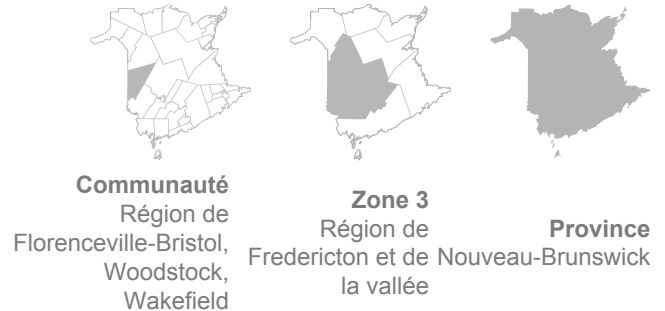 Communauté
Région de
Florenceville-Bristol,
Woodstock,
Wakefield
Zone 3
Région de
Fredericton et de
la vallée
Province
Nouveau-Brunswick